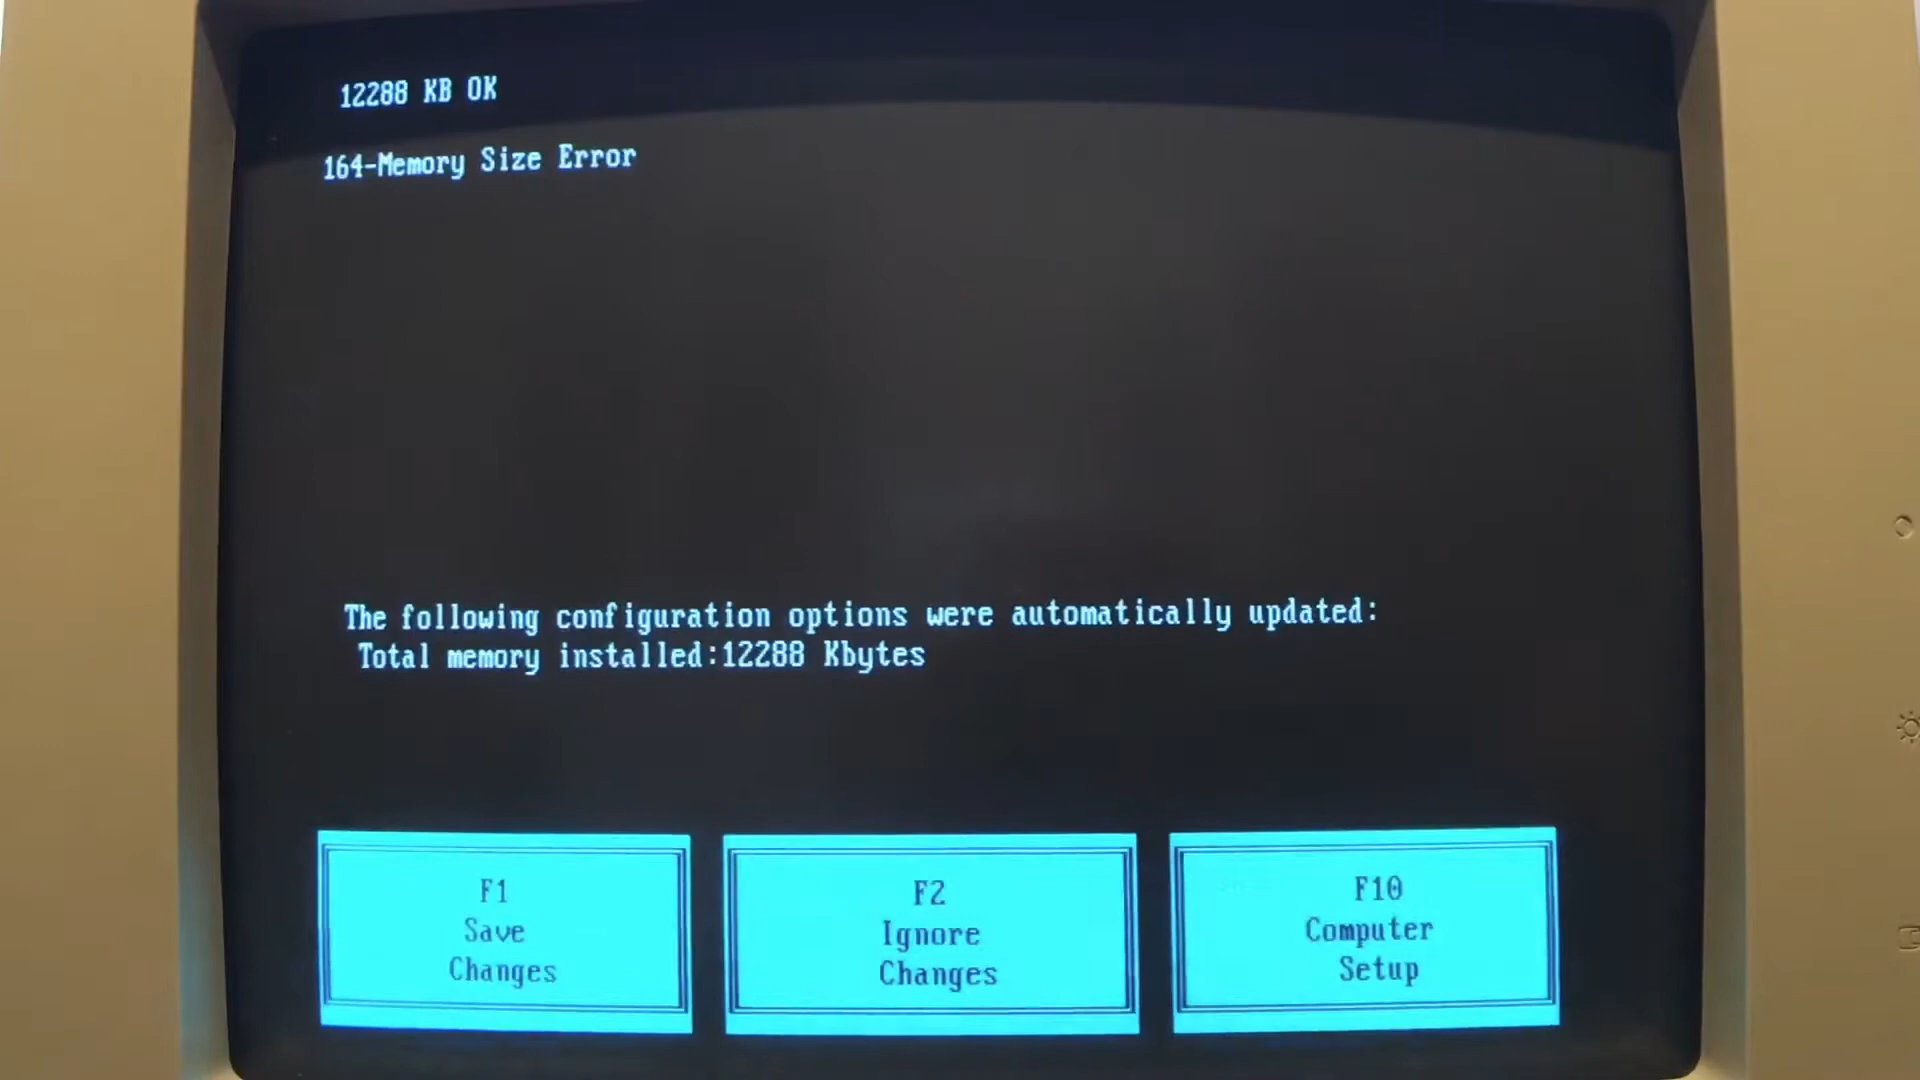 12288 KB OK
164-Memory Size Error
The following configuration options were automatically updated:
Total memory installed:12288 Kbytes
F1
Save
Changes
F2
Ignore
Changes
F10
Computer
Setup